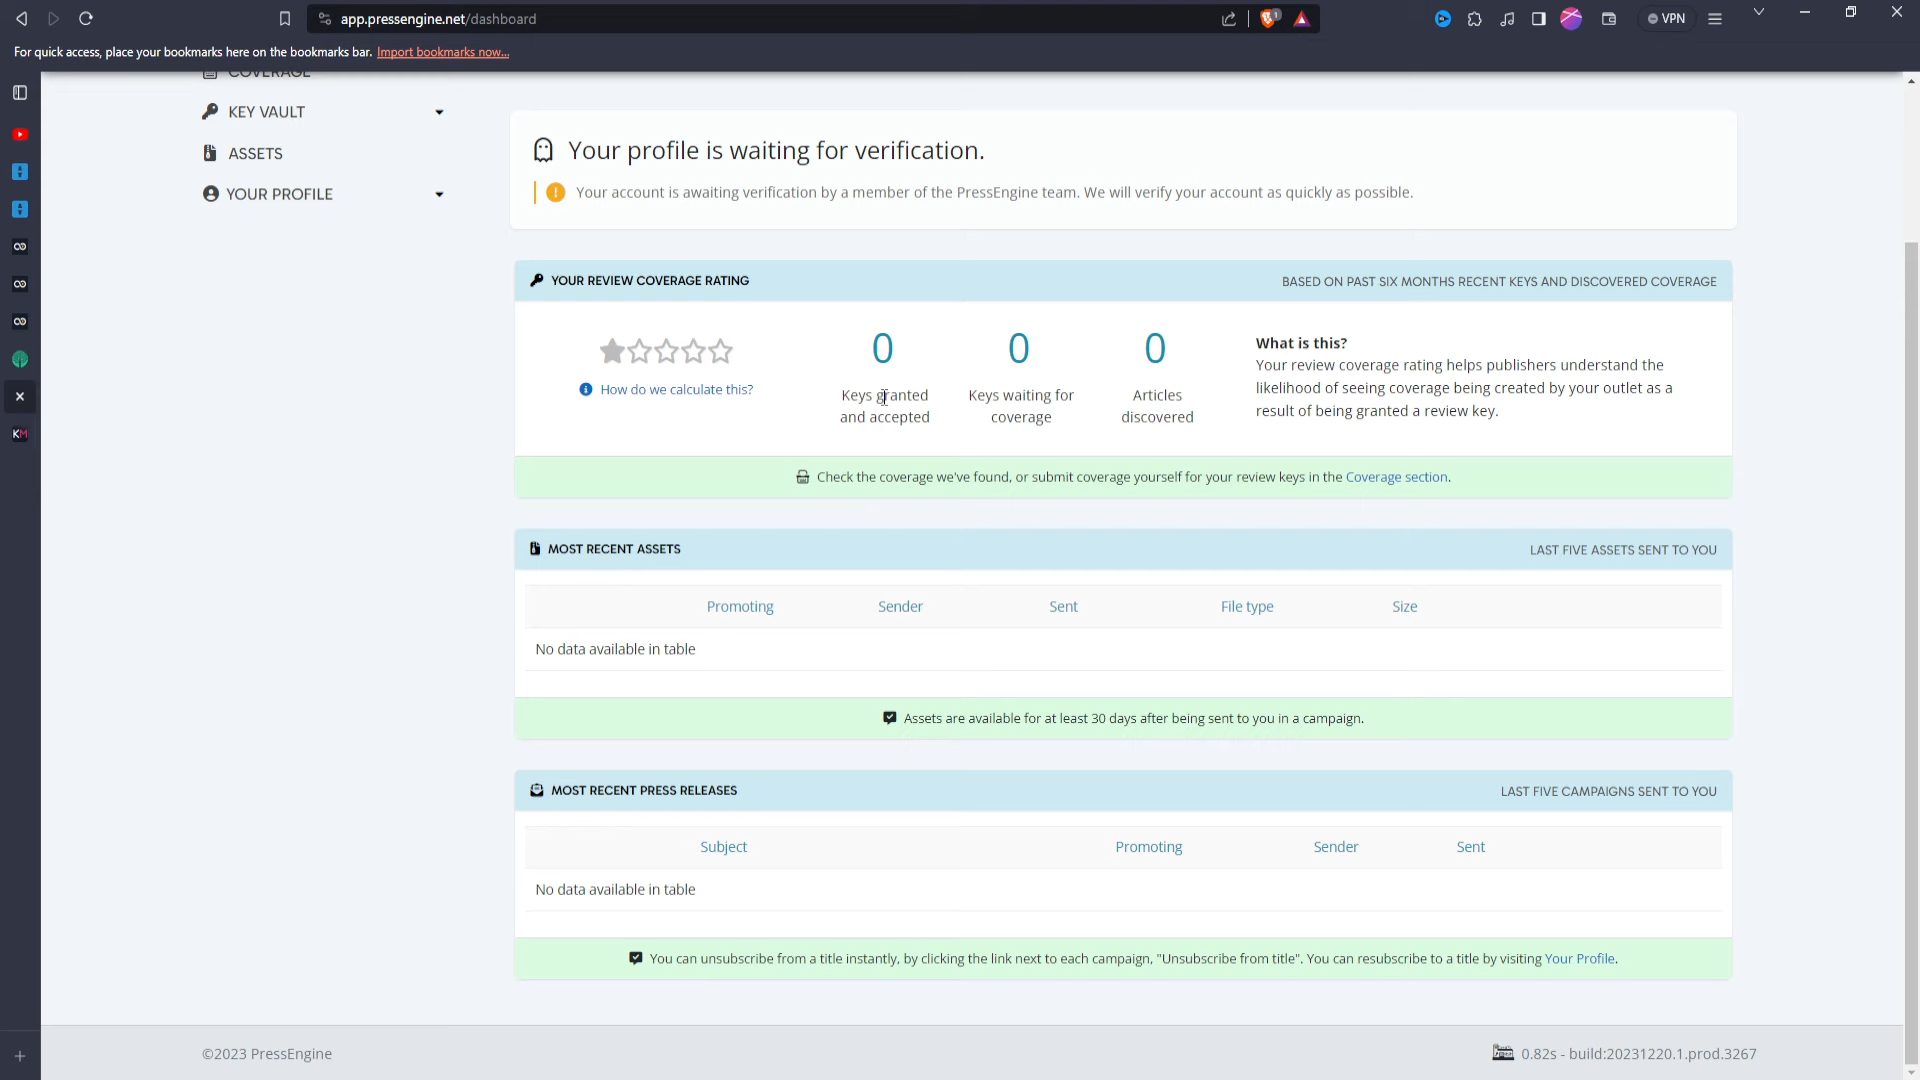 app.pressengine.net/dashboard
1
VPN
For quick access, place your bookmarks here on the bookmarks bar. Import bookmarks now...
COVERAGE
KEY VAULT
ASSETS
YOUR PROFILE
Your profile is waiting for verification.
Your account is awaiting verification by a member of the PressEngine team. We will verify your account as quickly as possible.
YOUR REVIEW COVERAGE RATING
BASED ON PAST SIX MONTHS RECENT KEYS AND DISCOVERED COVERAGE
How do we calculate this?
0
Keys granted
and accepted
0
Keys waiting for
coverage
0
Articles
discovered
What is this?
Your review coverage rating helps publishers understand the
likelihood of seeing coverage being created by your outlet as a
result of being granted a review key.
Check the coverage we've found, or submit coverage yourself for your review keys in the Coverage section.
MOST RECENT ASSETS
LAST FIVE ASSETS SENT TO YOU
Promoting Sender Sent File type Size
No data available in table
Assets are available for at least 30 days after being sent to you in a campaign.
MOST RECENT PRESS RELEASES
LAST FIVE CAMPAIGNS SENT TO YOU
Subject Promoting Sender Sent
No data available in table
You can unsubscribe from a title instantly, by clicking the link next to each campaign, "Unsubscribe from title". You can resubscribe to a title by visiting Your Profile.
KM
©2023 PressEngine
0.82s - build:20231220.1.prod.3267